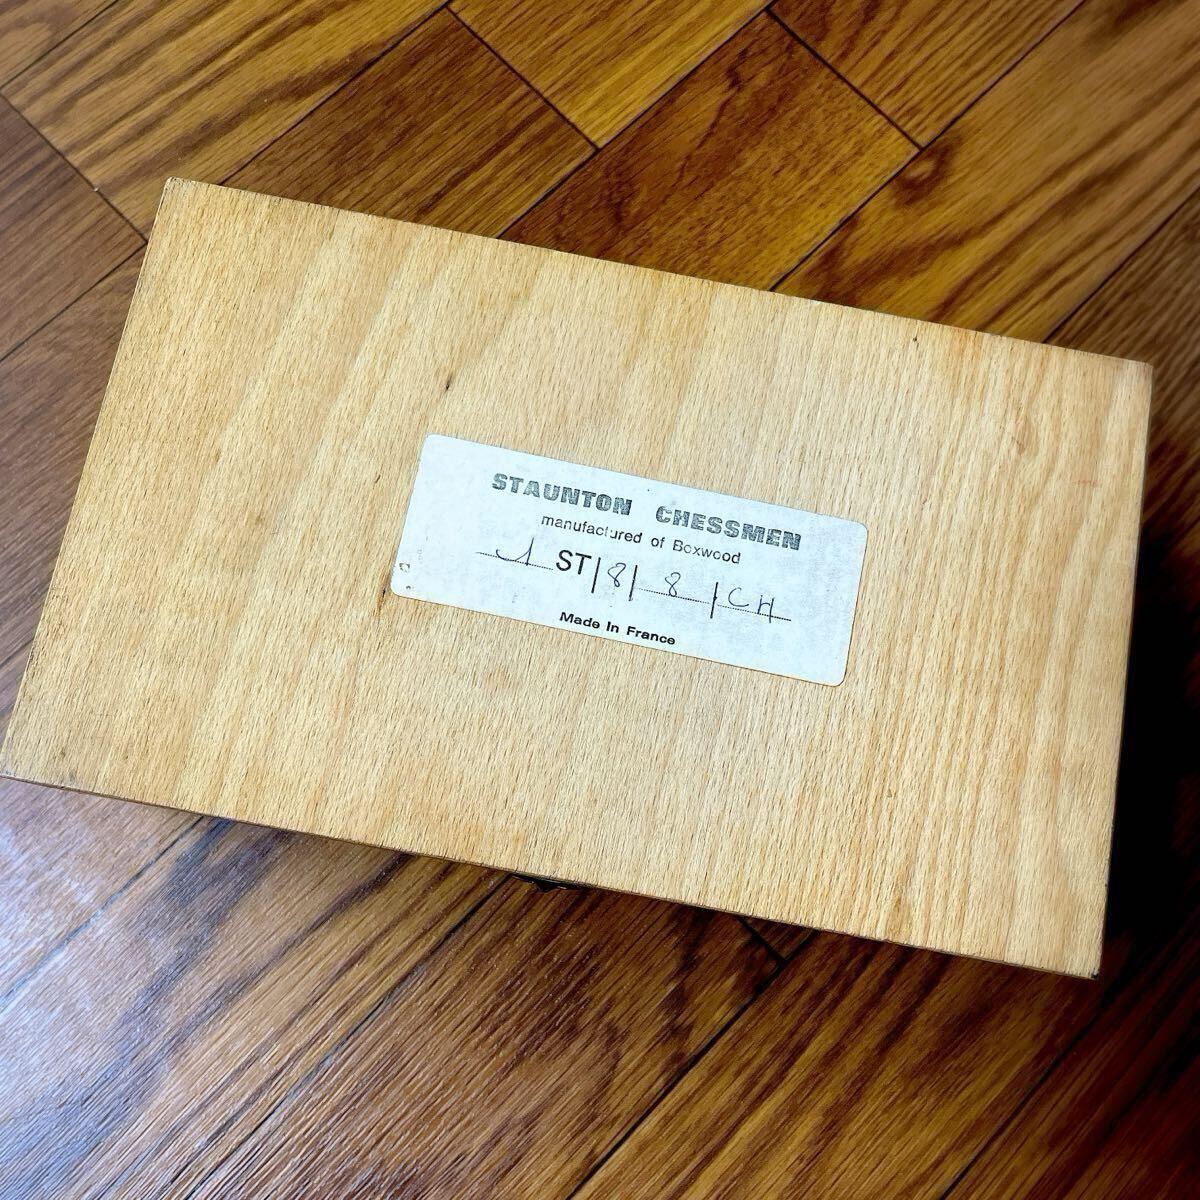 STAUNTON CHESSMEN
manufactured of Boxwood
1 ST/8/8/CH
Made In France